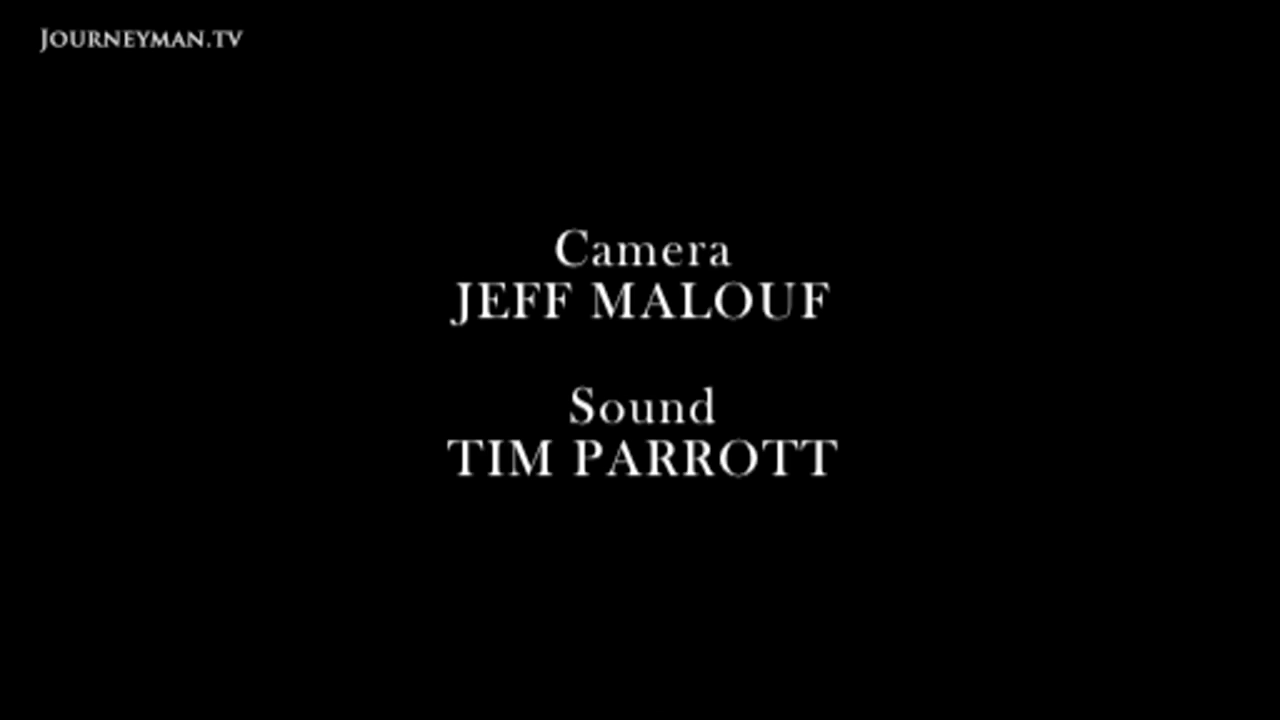 JOURNEYMAN.TV
Camera
JEFF MALOUF
Sound
TIM PARROTT